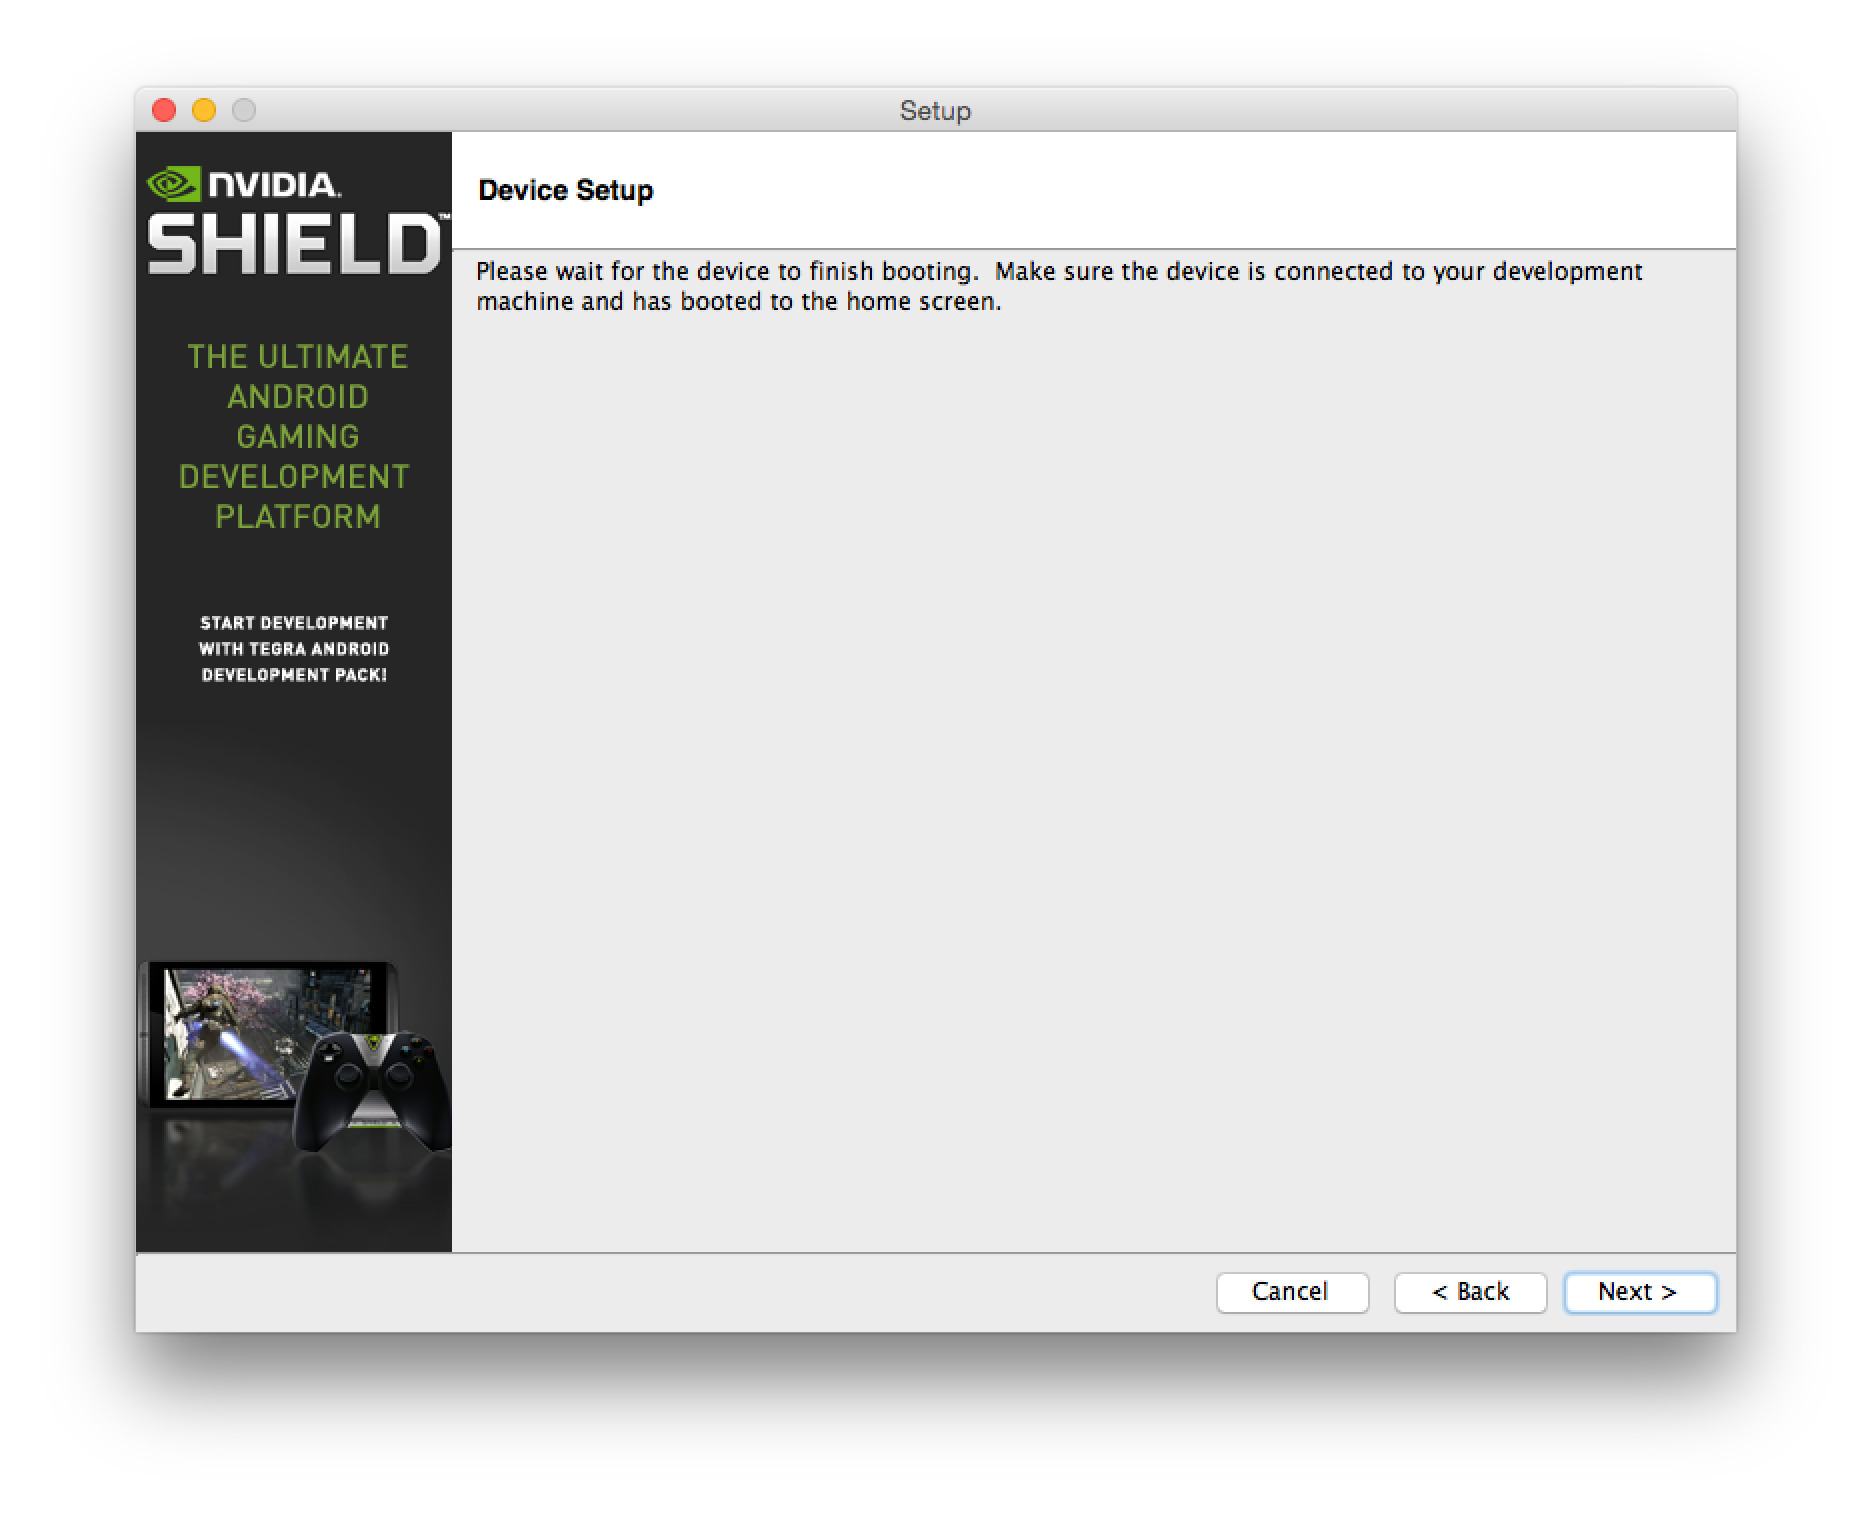 Setup
NVIDIA.
SHIELD™
THE ULTIMATE
ANDROID
GAMING
DEVELOPMENT
PLATFORM
START DEVELOPMENT
WITH TEGRA ANDROID
DEVELOPMENT PACK!
Device Setup
Please wait for the device to finish booting.  Make sure the device is connected to your development
machine and has booted to the home screen.
Cancel
< Back
Next >